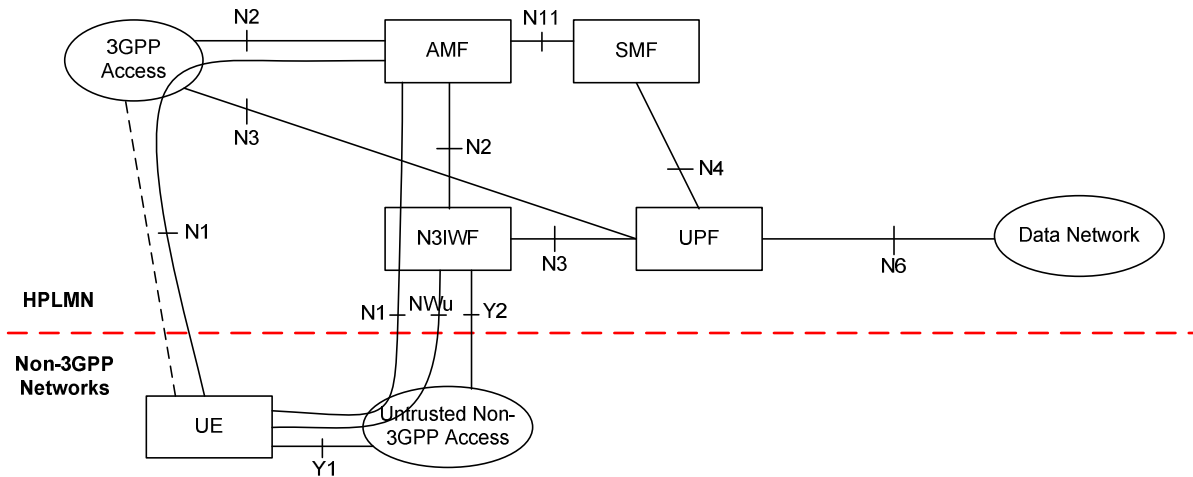 N2
N11
3GPP
Access
AMF
SMF
N3
N2
N4
N1
N3IWF
UPF
Data Network
N3
N6
HPLMN
N1
NWu
Y2
Non-3GPP
Networks
UE
Untrusted Non-
3GPP Access
Y1